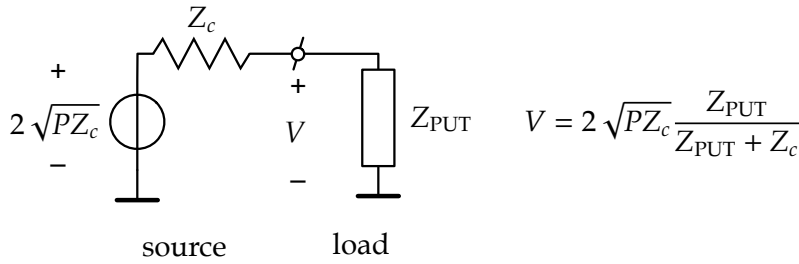 Z_c
+
2√PZ_c
−
+
V
−
Z_PUT
V = 2√PZ_c Z_PUT / (Z_PUT + Z_c)
source load